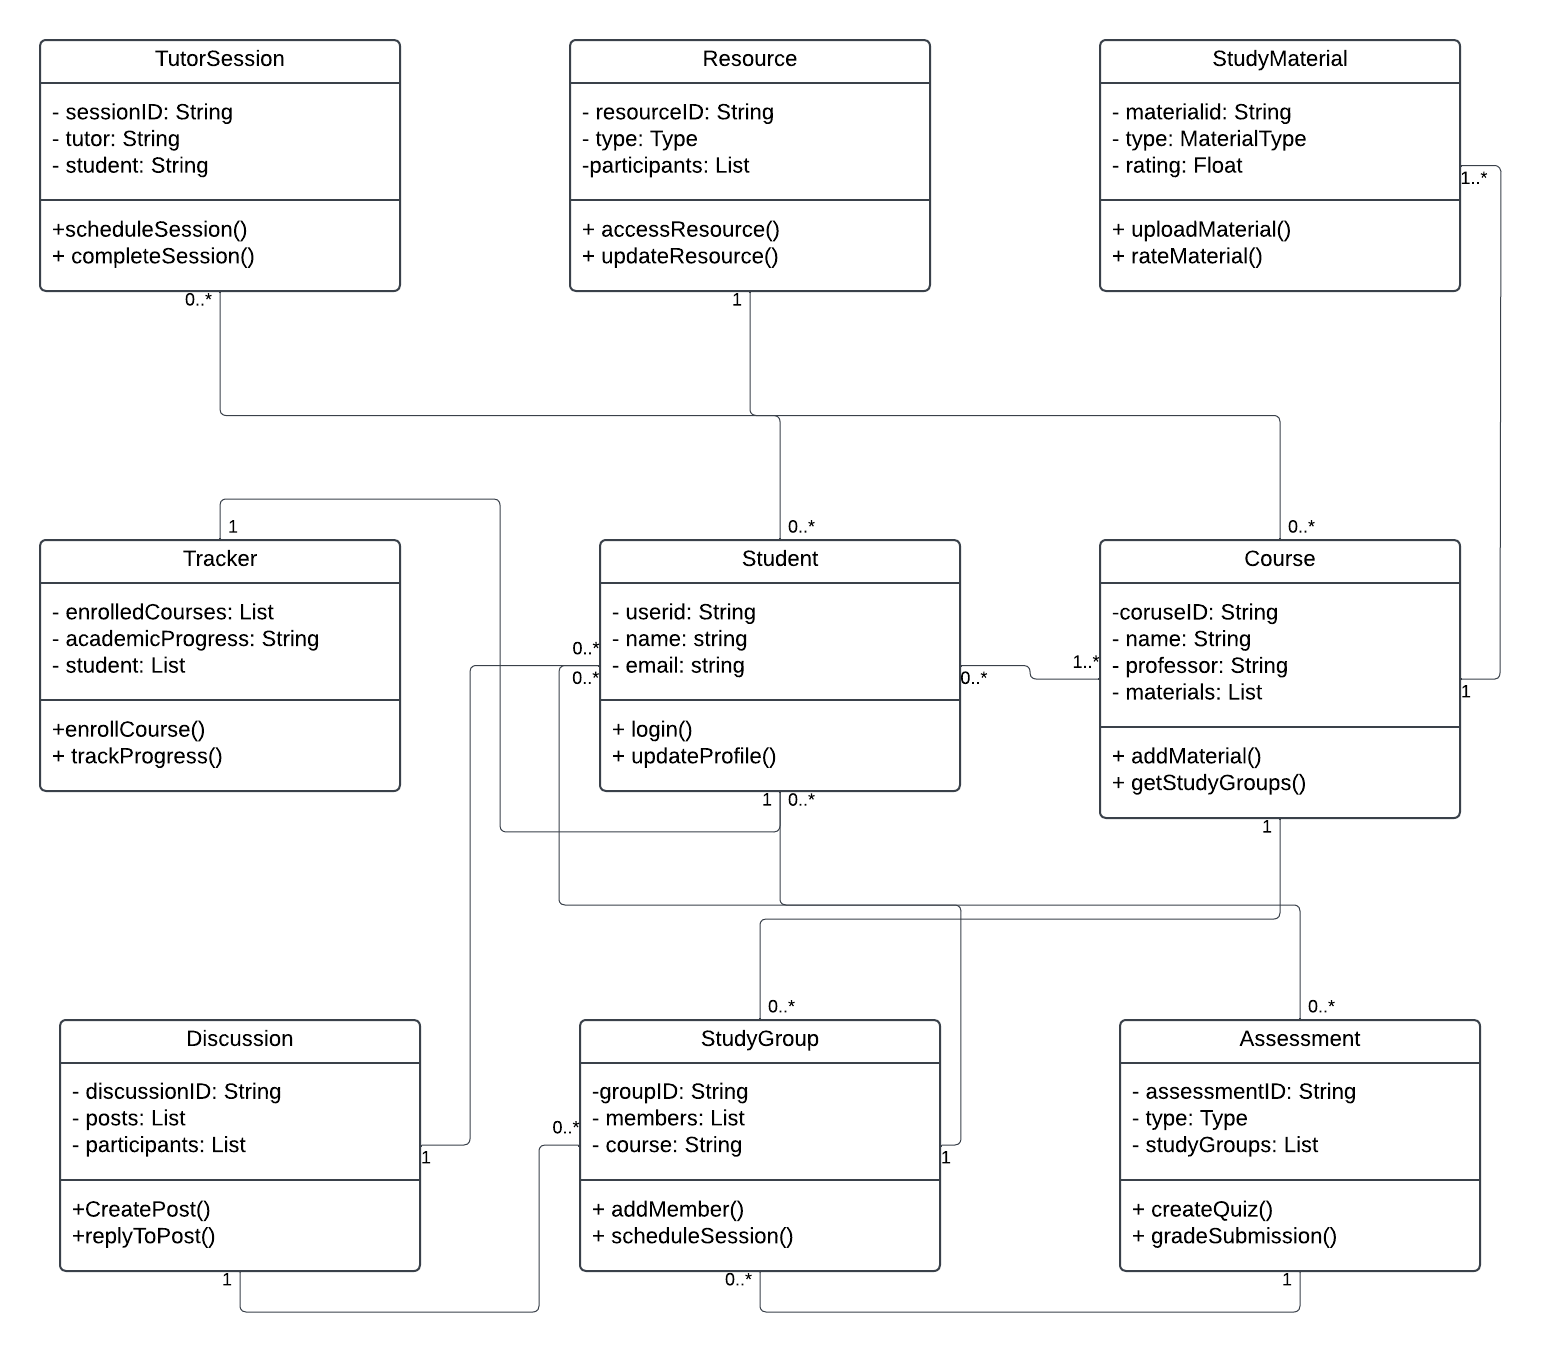 TutorSession
- sessionID: String
- tutor: String
- student: String
+scheduleSession()
+ completeSession()
0..*
Resource
- resourceID: String
- type: Type
-participants: List
+ accessResource()
+ updateResource()
1
StudyMaterial
- materialid: String
- type: MaterialType
- rating: Float
+ uploadMaterial()
+ rateMaterial()
1..*
1
Tracker
- enrolledCourses: List
- academicProgress: String
- student: List
+enrollCourse()
+ trackProgress()
0..*
Student
- userid: String
- name: string
- email: string
+ login()
+ updateProfile()
0..*
0..*
0..*
1
0..*
0..*
Course
-coruseID: String
- name: String
- professor: String
- materials: List
+ addMaterial()
+ getStudyGroups()
1..*
1
1
Discussion
- discussionID: String
- posts: List
- participants: List
+CreatePost()
+replyToPost()
1
1
0..*
StudyGroup
-groupID: String
- members: List
- course: String
+ addMember()
+ scheduleSession()
0..*
1
0..*
0..*
Assessment
- assessmentID: String
- type: Type
- studyGroups: List
+ createQuiz()
+ gradeSubmission()
1